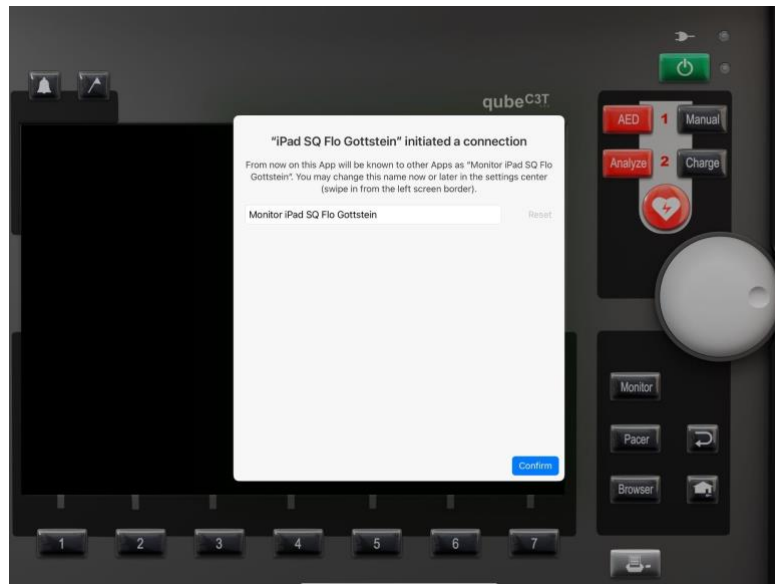 qube C3T
"iPad SQ Flo Gottstein" initiated a connection
From now on this App will be known to other Apps as "Monitor iPad SQ Flo
Gottstein". You may change this name now or later in the settings center
(swipe in from the left screen border).
Monitor iPad SQ Flo Gottstein
Reset
Confirm
AED 1 Manual
Analyze 2 Charge
Monitor
Pacer
Browser
1 2 3 4 5 6 7